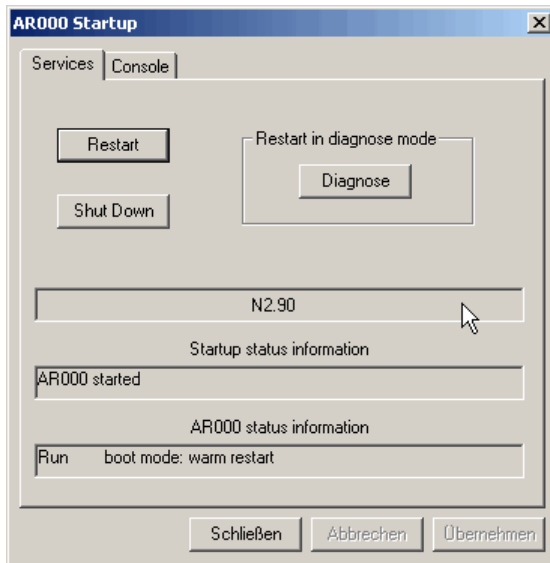 AR000 Startup
Services Console
Restart
Restart in diagnose mode
Diagnose
Shut Down
N2.90
Startup status information
AR000 started
AR000 status information
Run boot mode: warm restart
Schließen Abbrechen Übernehmen